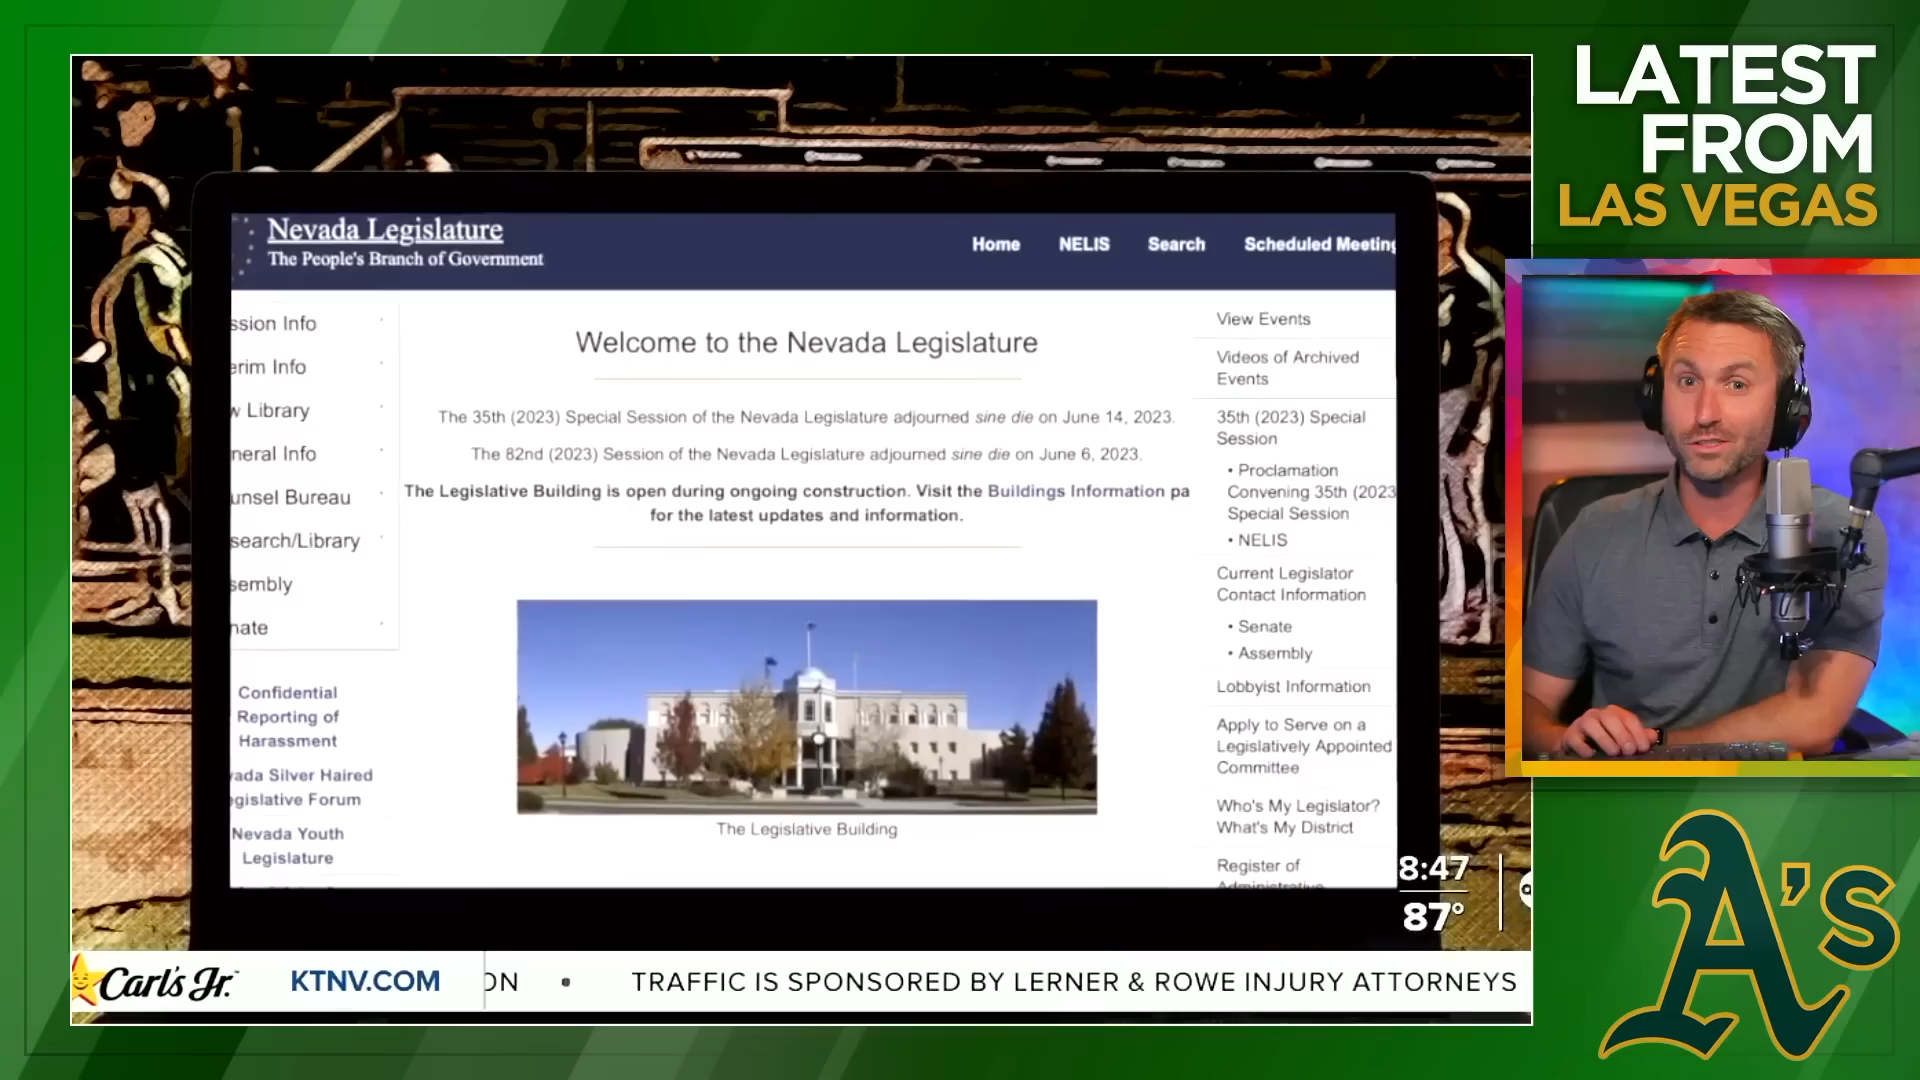 LATEST
FROM
LAS VEGAS
Nevada Legislature
The People's Branch of Government
Home
NELIS
Search
Scheduled Meeting
ssion Info
erim Info
w Library
neral Info
unsel Bureau
search/Library
sembly
nate
Confidential
Reporting of
Harassment
vada Silver Haired
gislative Forum
Nevada Youth
Legislature
Welcome to the Nevada Legislature
The 35th (2023) Special Session of the Nevada Legislature adjourned sine die on June 14, 2023.
The 82nd (2023) Session of the Nevada Legislature adjourned sine die on June 6, 2023.
The Legislative Building is open during ongoing construction. Visit the Buildings Information pa
for the latest updates and information.
The Legislative Building
View Events
Videos of Archived
Events
35th (2023) Special
Session
• Proclamation
Convening 35th (2023
Special Session
• NELIS
Current Legislator
Contact Information
• Senate
• Assembly
Lobbyist Information
Apply to Serve on a
Legislatively Appointed
Committee
Who's My Legislator?
What's My District
Register of
Administrative
8:47
87°
Carl's Jr.
KTNV.COM
ON • TRAFFIC IS SPONSORED BY LERNER & ROWE INJURY ATTORNEYS
A's